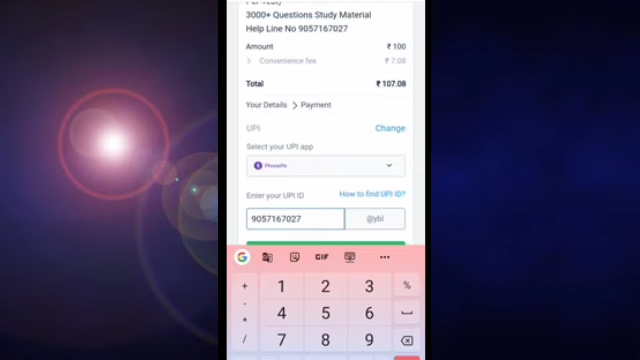 3000+ Questions Study Material
Help Line No 9057167027
Amount ₹ 100
Convenience fee ₹ 7.08
Total ₹ 107.08
Your Details > Payment
UPI Change
Select your UPI app
PhonePe
Enter your UPI ID How to find UPI ID?
9057167027 @ybl
G GIF •••
+ 1 2 3 %
- 4 5 6
*
/ 7 8 9